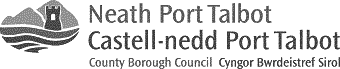 Neath Port Talbot
Castell-nedd Port Talbot
County Borough Council Cyngor Bwrdeistref Sirol